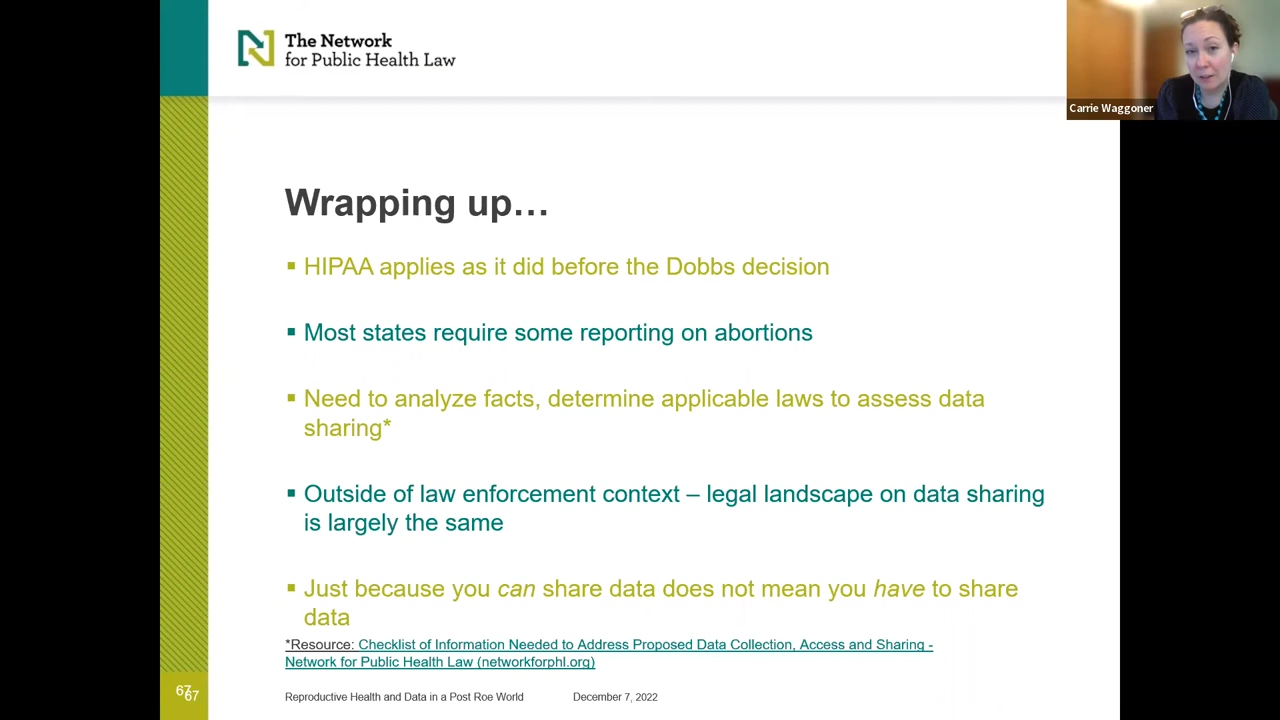 The Network
for Public Health Law
Carrie Waggoner
Wrapping up…
▪ HIPAA applies as it did before the Dobbs decision
▪ Most states require some reporting on abortions
▪ Need to analyze facts, determine applicable laws to assess data
sharing*
▪ Outside of law enforcement context – legal landscape on data sharing
is largely the same
▪ Just because you can share data does not mean you have to share
data
*Resource: Checklist of Information Needed to Address Proposed Data Collection, Access and Sharing -
Network for Public Health Law (networkforphl.org)
67 67 Reproductive Health and Data in a Post Roe World December 7, 2022